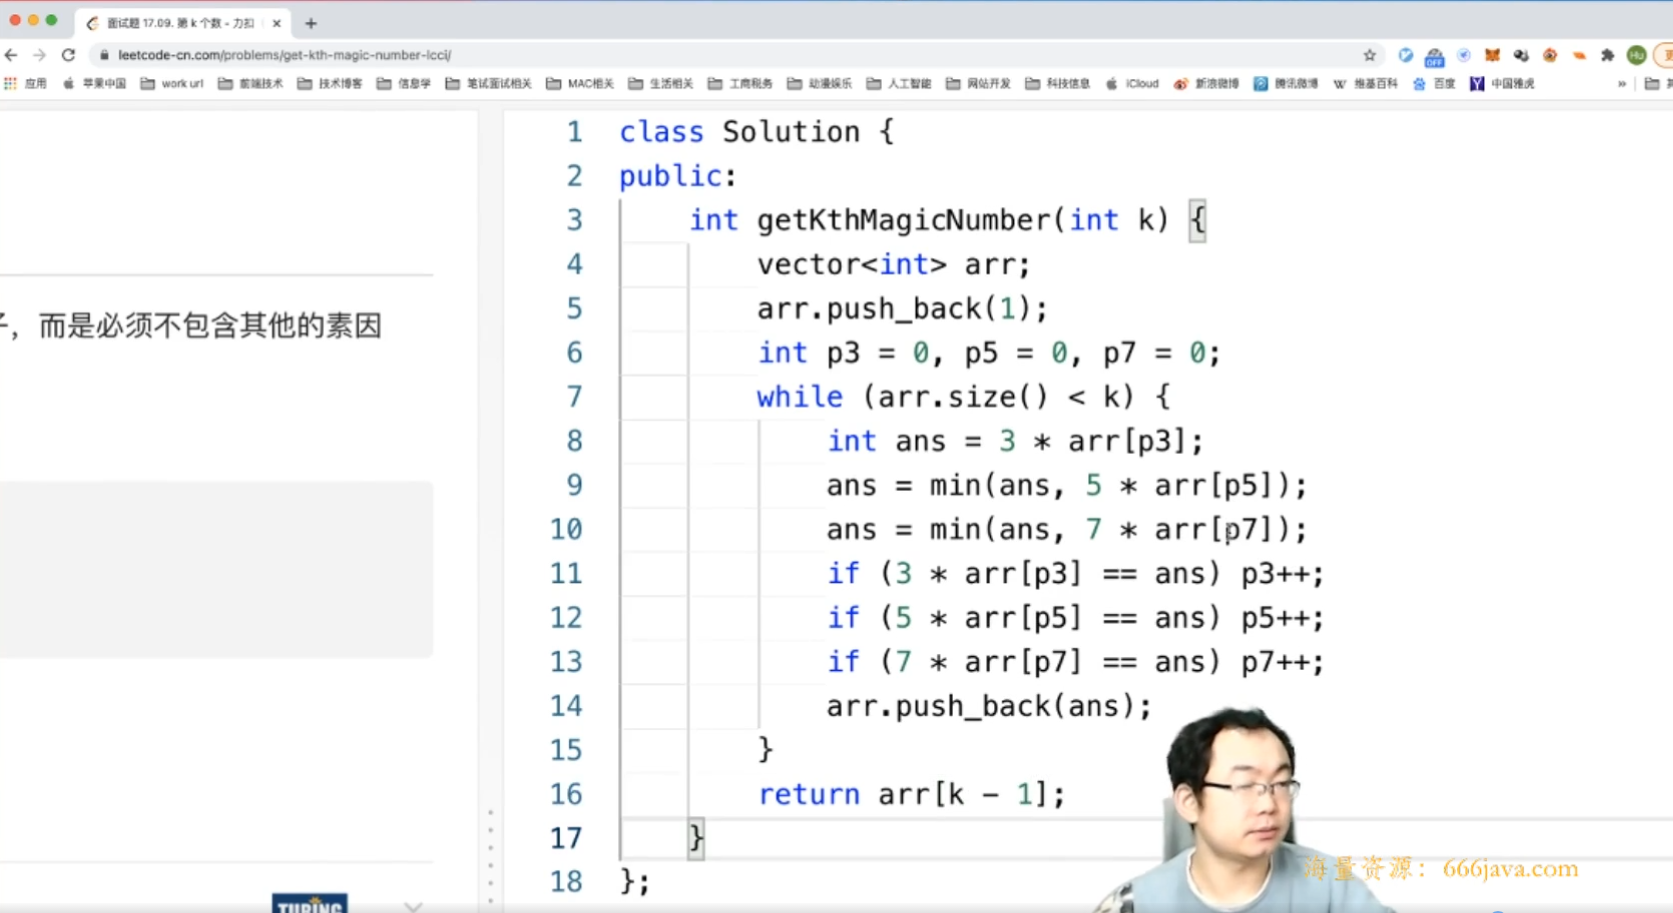 面试题 17.09. 第 k 个数 - 力扣
leetcode-cn.com/problems/get-kth-magic-number-lcci/
OFF
Hu
应用 苹果中国 work url 前端技术 技术博客 信息学 笔试面试相关 MAC相关 生活相关 工商税务 动漫娱乐 人工智能 网站开发 科技信息 iCloud 新浪微博 腾讯微博 维基百科 百度 中国雅虎 »
，而是必须不包含其他的素因
1 class Solution {
2 public:
3 int getKthMagicNumber(int k) {
4 vector<int> arr;
5 arr.push_back(1);
6 int p3 = 0, p5 = 0, p7 = 0;
7 while (arr.size() < k) {
8 int ans = 3 * arr[p3];
9 ans = min(ans, 5 * arr[p5]);
10 ans = min(ans, 7 * arr[p7]);
11 if (3 * arr[p3] == ans) p3++;
12 if (5 * arr[p5] == ans) p5++;
13 if (7 * arr[p7] == ans) p7++;
14 arr.push_back(ans);
15 }
16 return arr[k - 1];
17 }
18 };
TURING
海量资源：666java.com